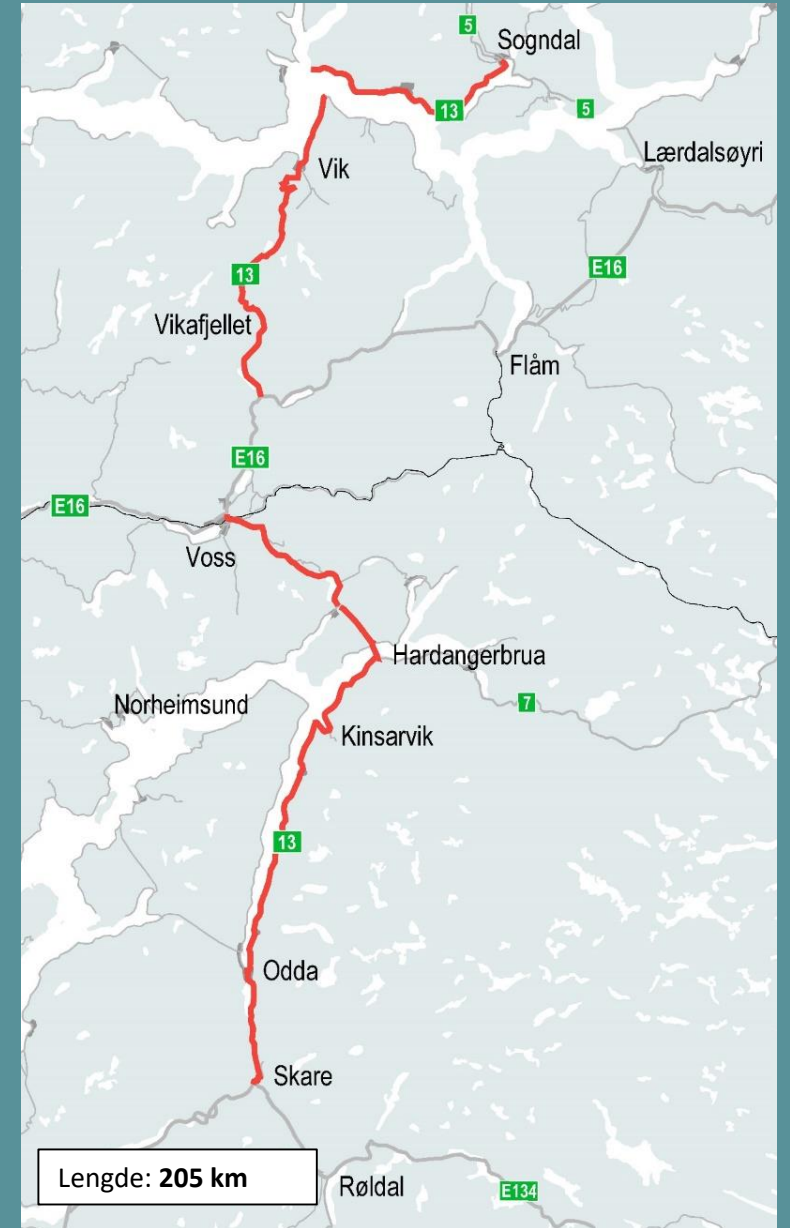 5
Sogndal
13
5
Lærdalsøyri
Vik
E16
13
Vikafjellet
Flåm
E16
E16
Voss
Hardangerbrua
Norheimsund
7
Kinsarvik
13
Odda
Skare
Lengde: 205 km
Røldal
E134